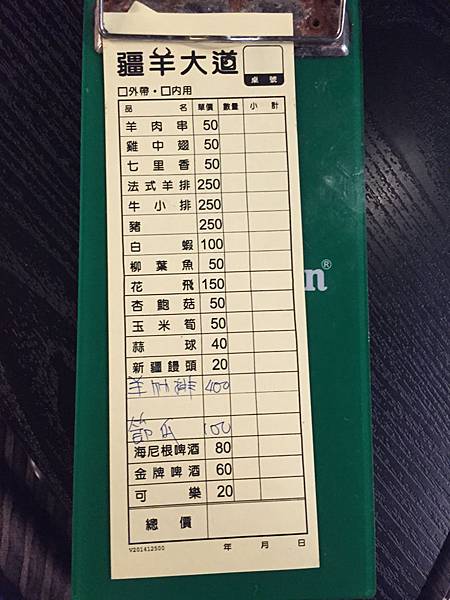 疆羊大道
桌號
□外帶・□內用
品名 單價 數量 小計
羊肉串 50
雞中翅 50
七里香 50
法式羊排 250
牛小排 250
豬 250
白蝦 100
柳葉魚 50
花飛 150
杏鮑菇 50
玉米筍 50
蒜球 40
新疆饅頭 20
羊小排 400
節瓜 100
海尼根啤酒 80
金牌啤酒 60
可樂 20
總價
V201412500 年 月 日
n®